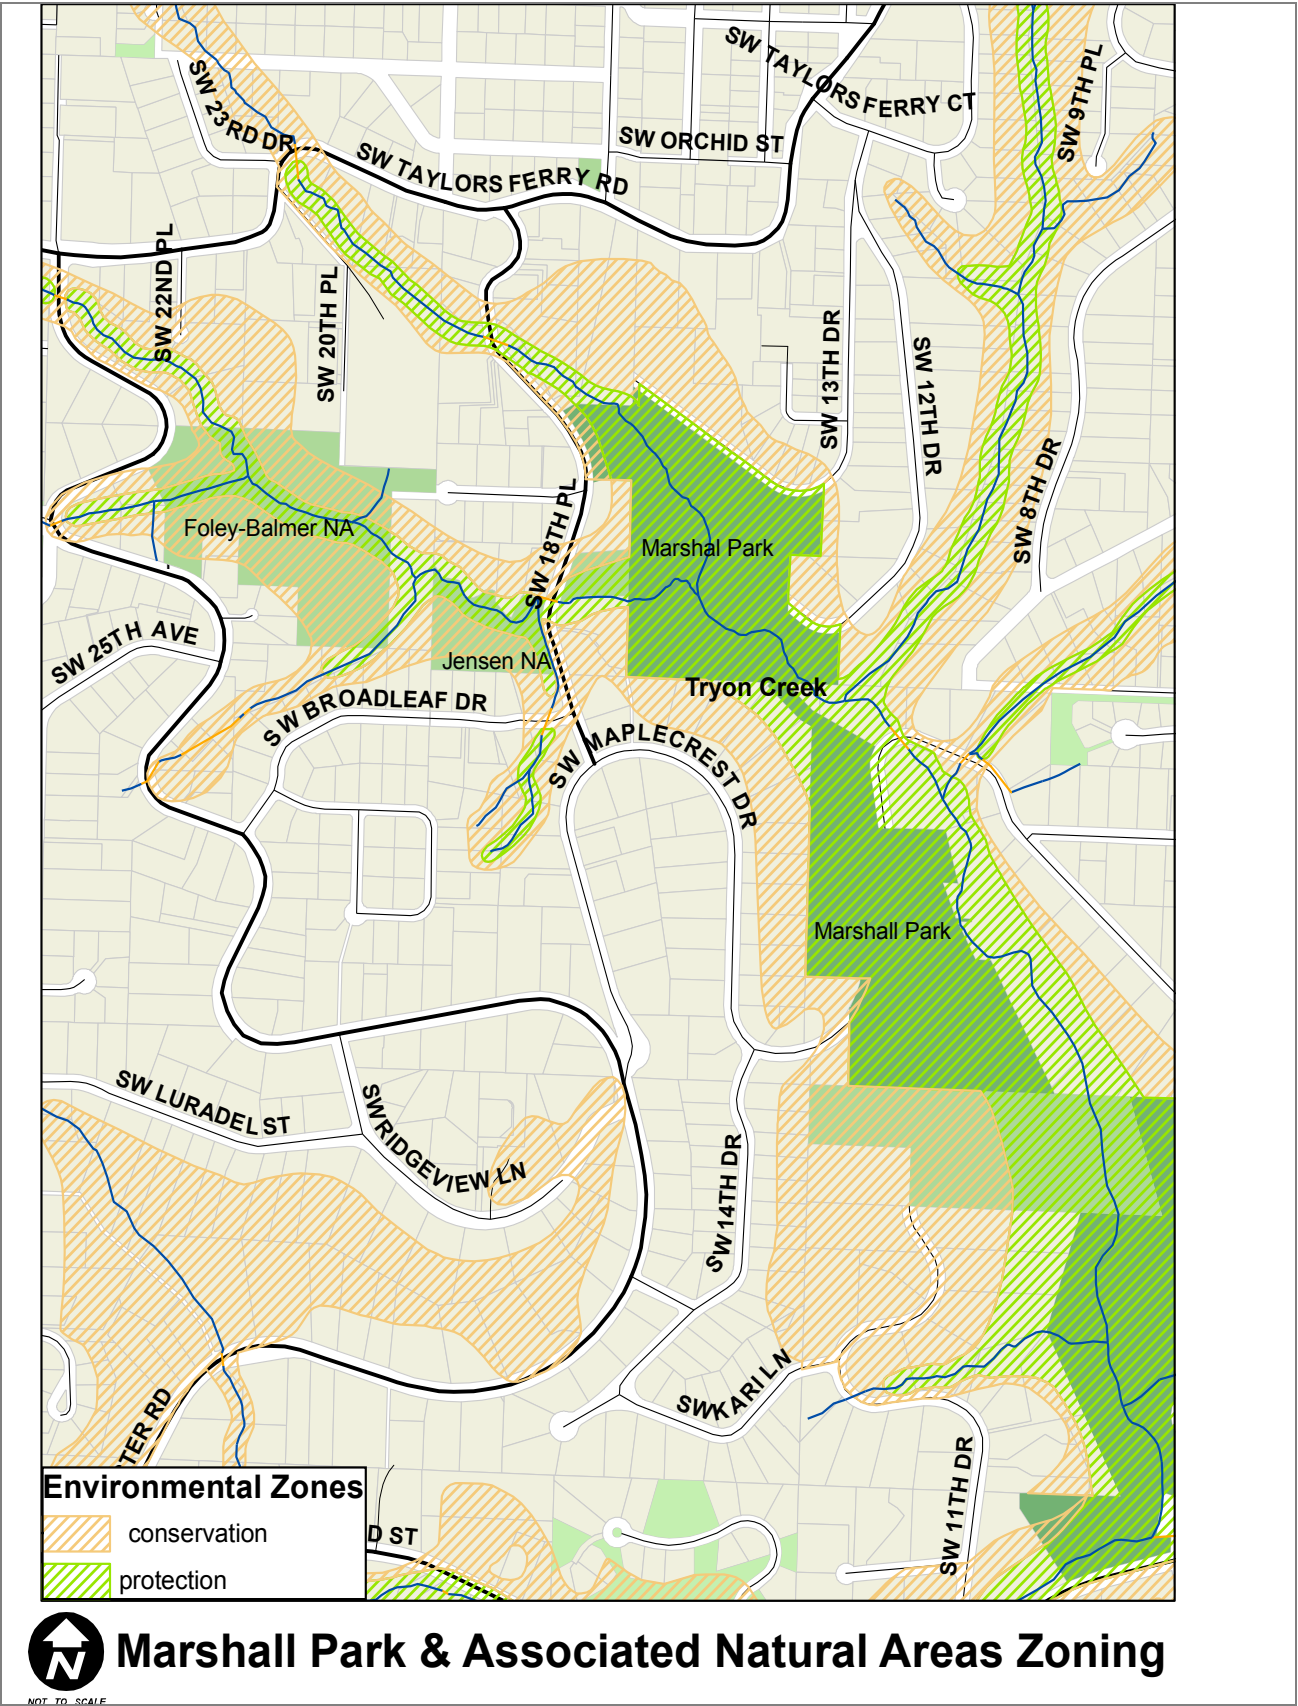 SW TAYLORS FERRY CT
SW 9TH PL
SW 23RD DR
SW ORCHID ST
SW TAYLORS FERRY RD
SW 22ND PL
SW 20TH PL
SW 13TH DR
SW 12TH DR
SW 8TH DR
SW 18TH PL
Foley-Balmer NA
Marshal Park
SW 25TH AVE
Jensen NA
Tryon Creek
SW BROADLEAF DR
SW MAPLECREST DR
Marshall Park
SW LURADEL ST
SW RIDGEVIEW LN
SW 14TH DR
SW KARI LN
TER RD
SW 11TH DR
D ST
Environmental Zones
conservation
protection
N
Marshall Park & Associated Natural Areas Zoning
NOT TO SCALE